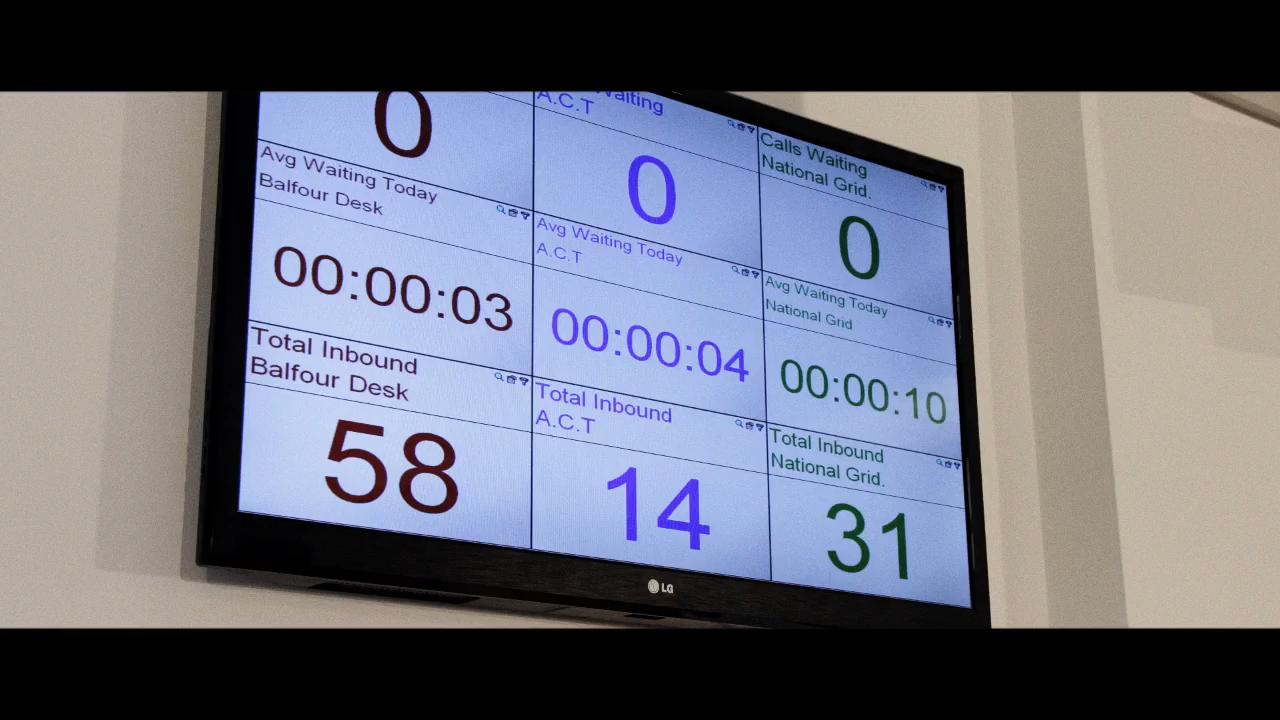 0
Waiting
A.C.T
0
Calls Waiting
National Grid.
0
Avg Waiting Today
Balfour Desk
00:00:03
Avg Waiting Today
A.C.T
00:00:04
Avg Waiting Today
National Grid
00:00:10
Total Inbound
Balfour Desk
58
Total Inbound
A.C.T
14
Total Inbound
National Grid.
31
LG